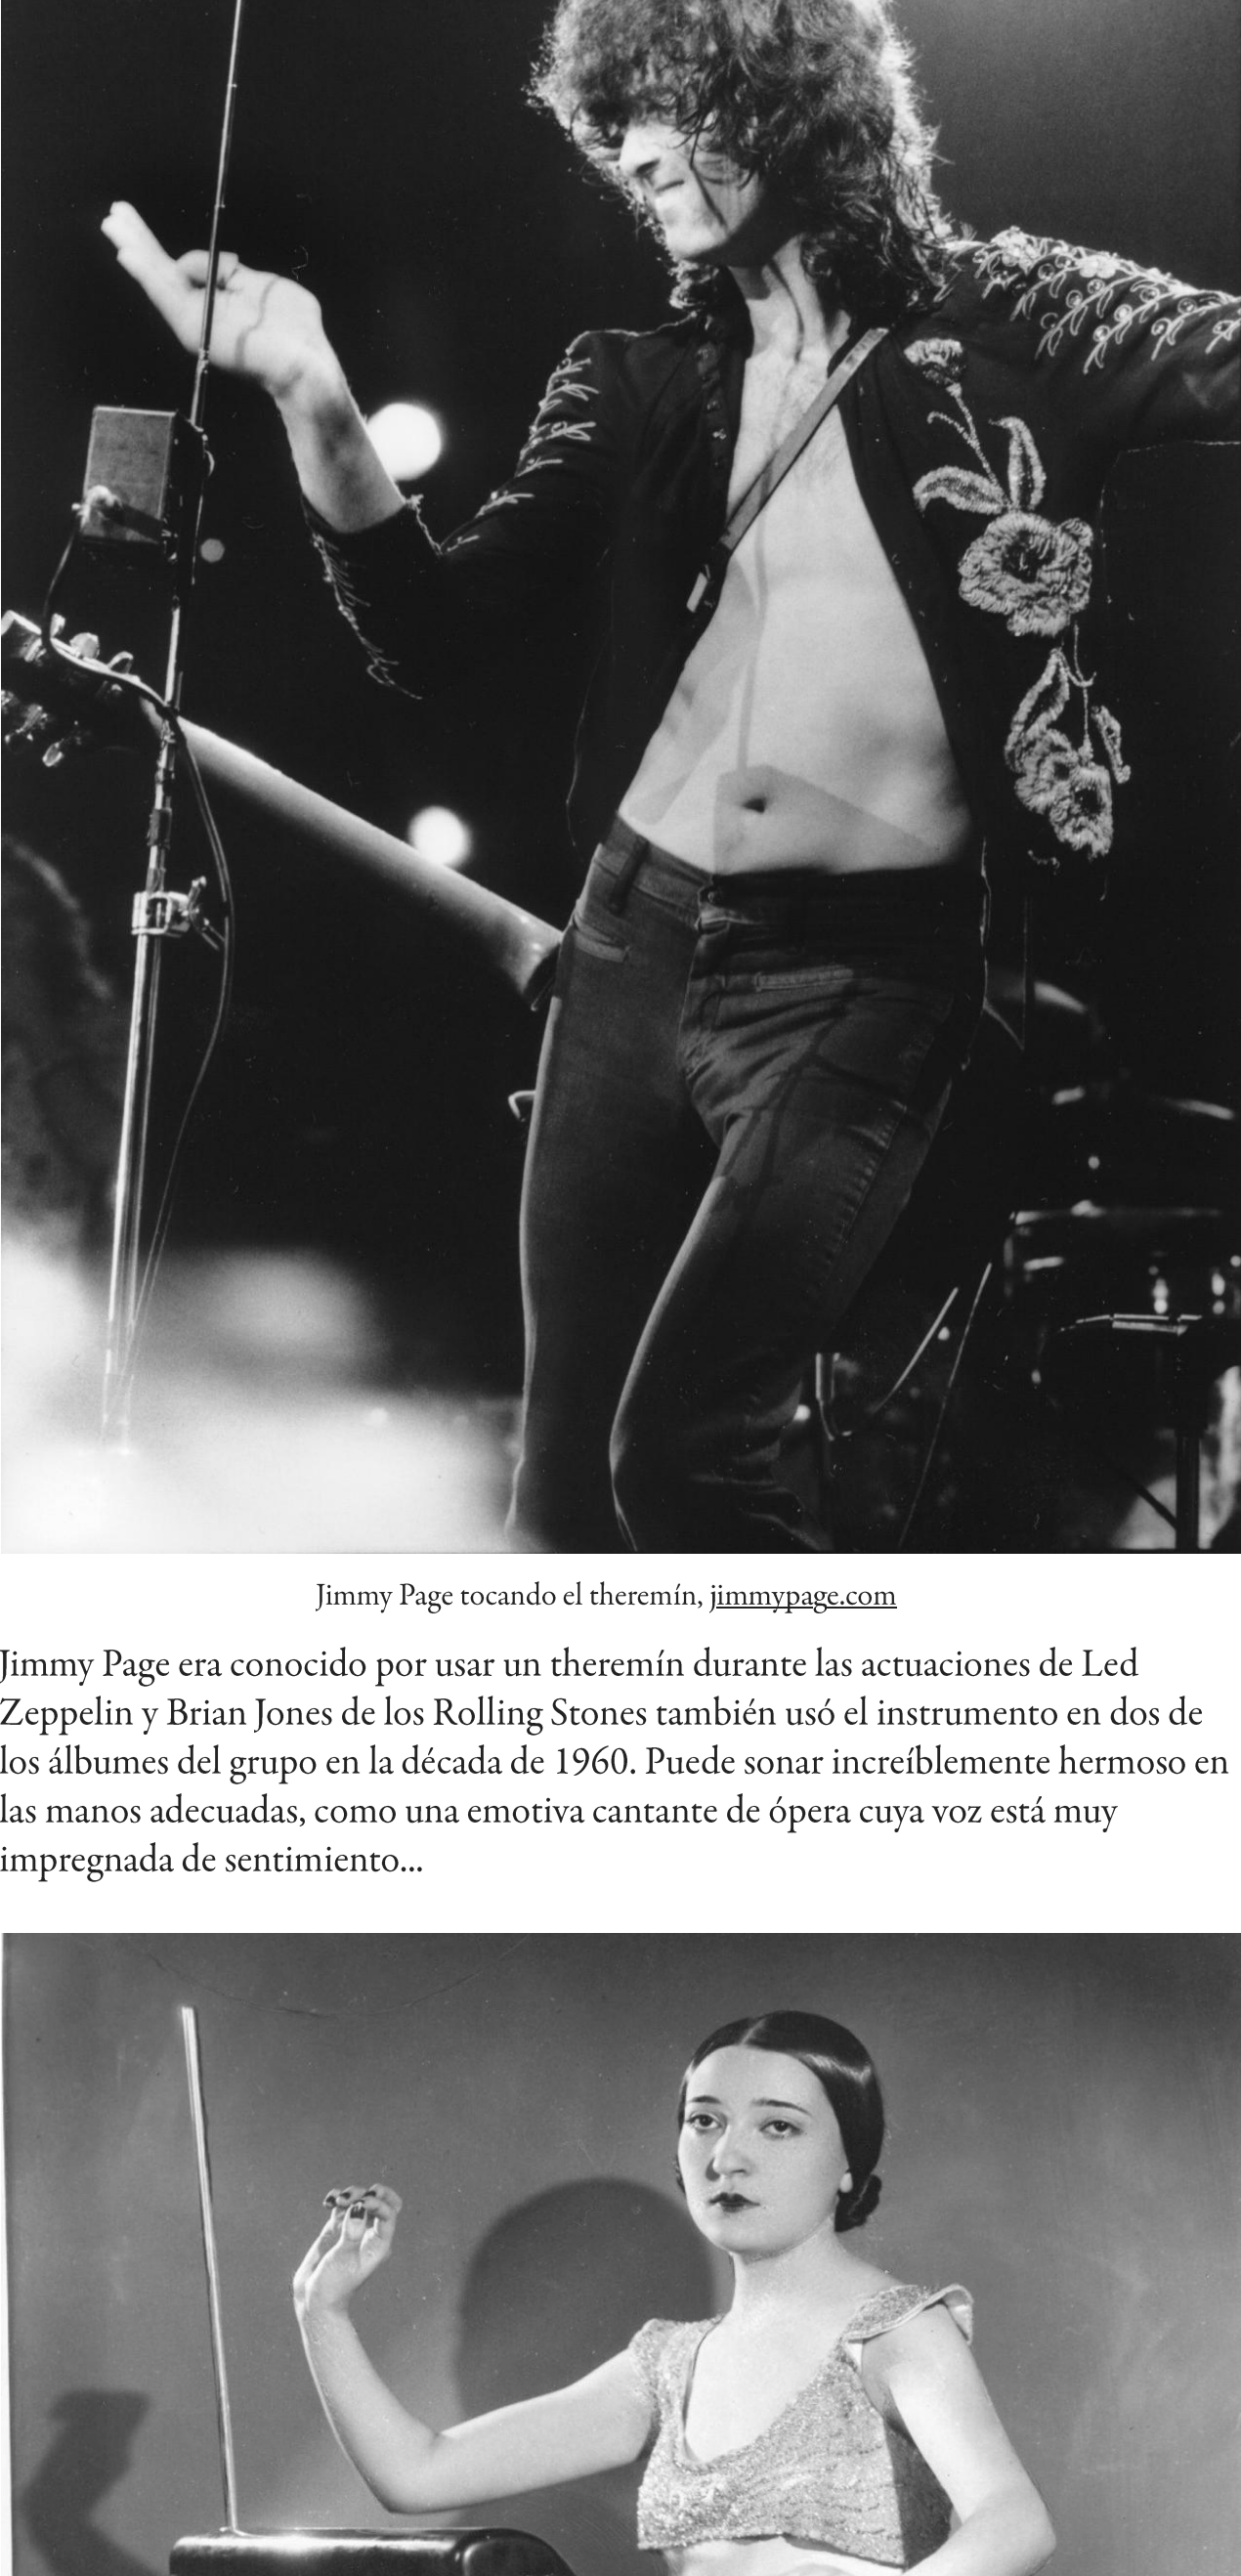 Jimmy Page tocando el theremín, jimmypage.com
Jimmy Page era conocido por usar un theremín durante las actuaciones de Led
Zeppelin y Brian Jones de los Rolling Stones también usó el instrumento en dos de
los álbumes del grupo en la década de 1960. Puede sonar increíblemente hermoso en
las manos adecuadas, como una emotiva cantante de ópera cuya voz está muy
impregnada de sentimiento...